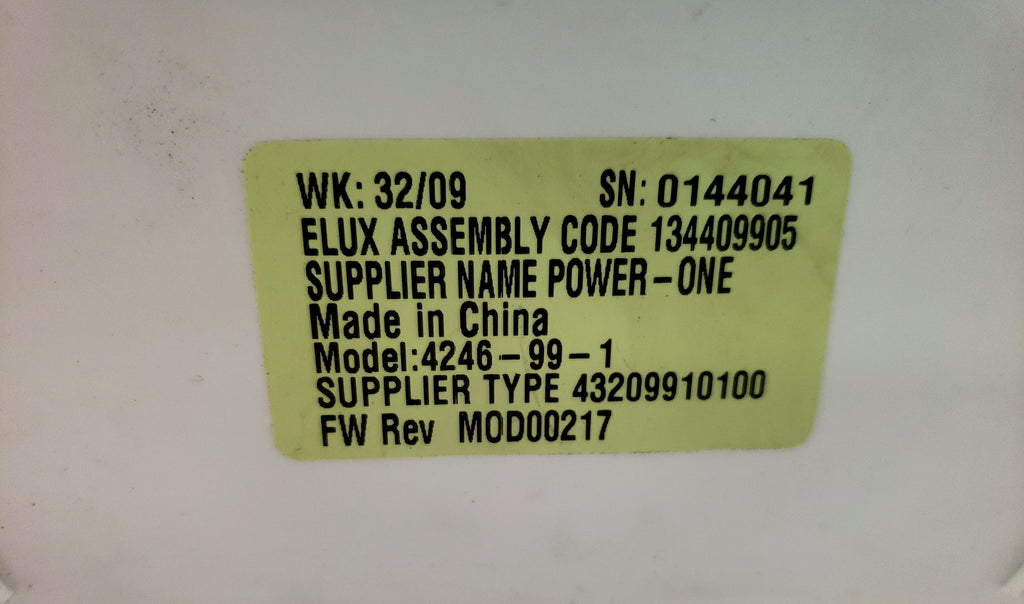 WK: 32/09 SN: 0144041
ELUX ASSEMBLY CODE 134409905
SUPPLIER NAME POWER-ONE
Made in China
Model:4246-99-1
SUPPLIER TYPE 43209910100
FW Rev MOD00217